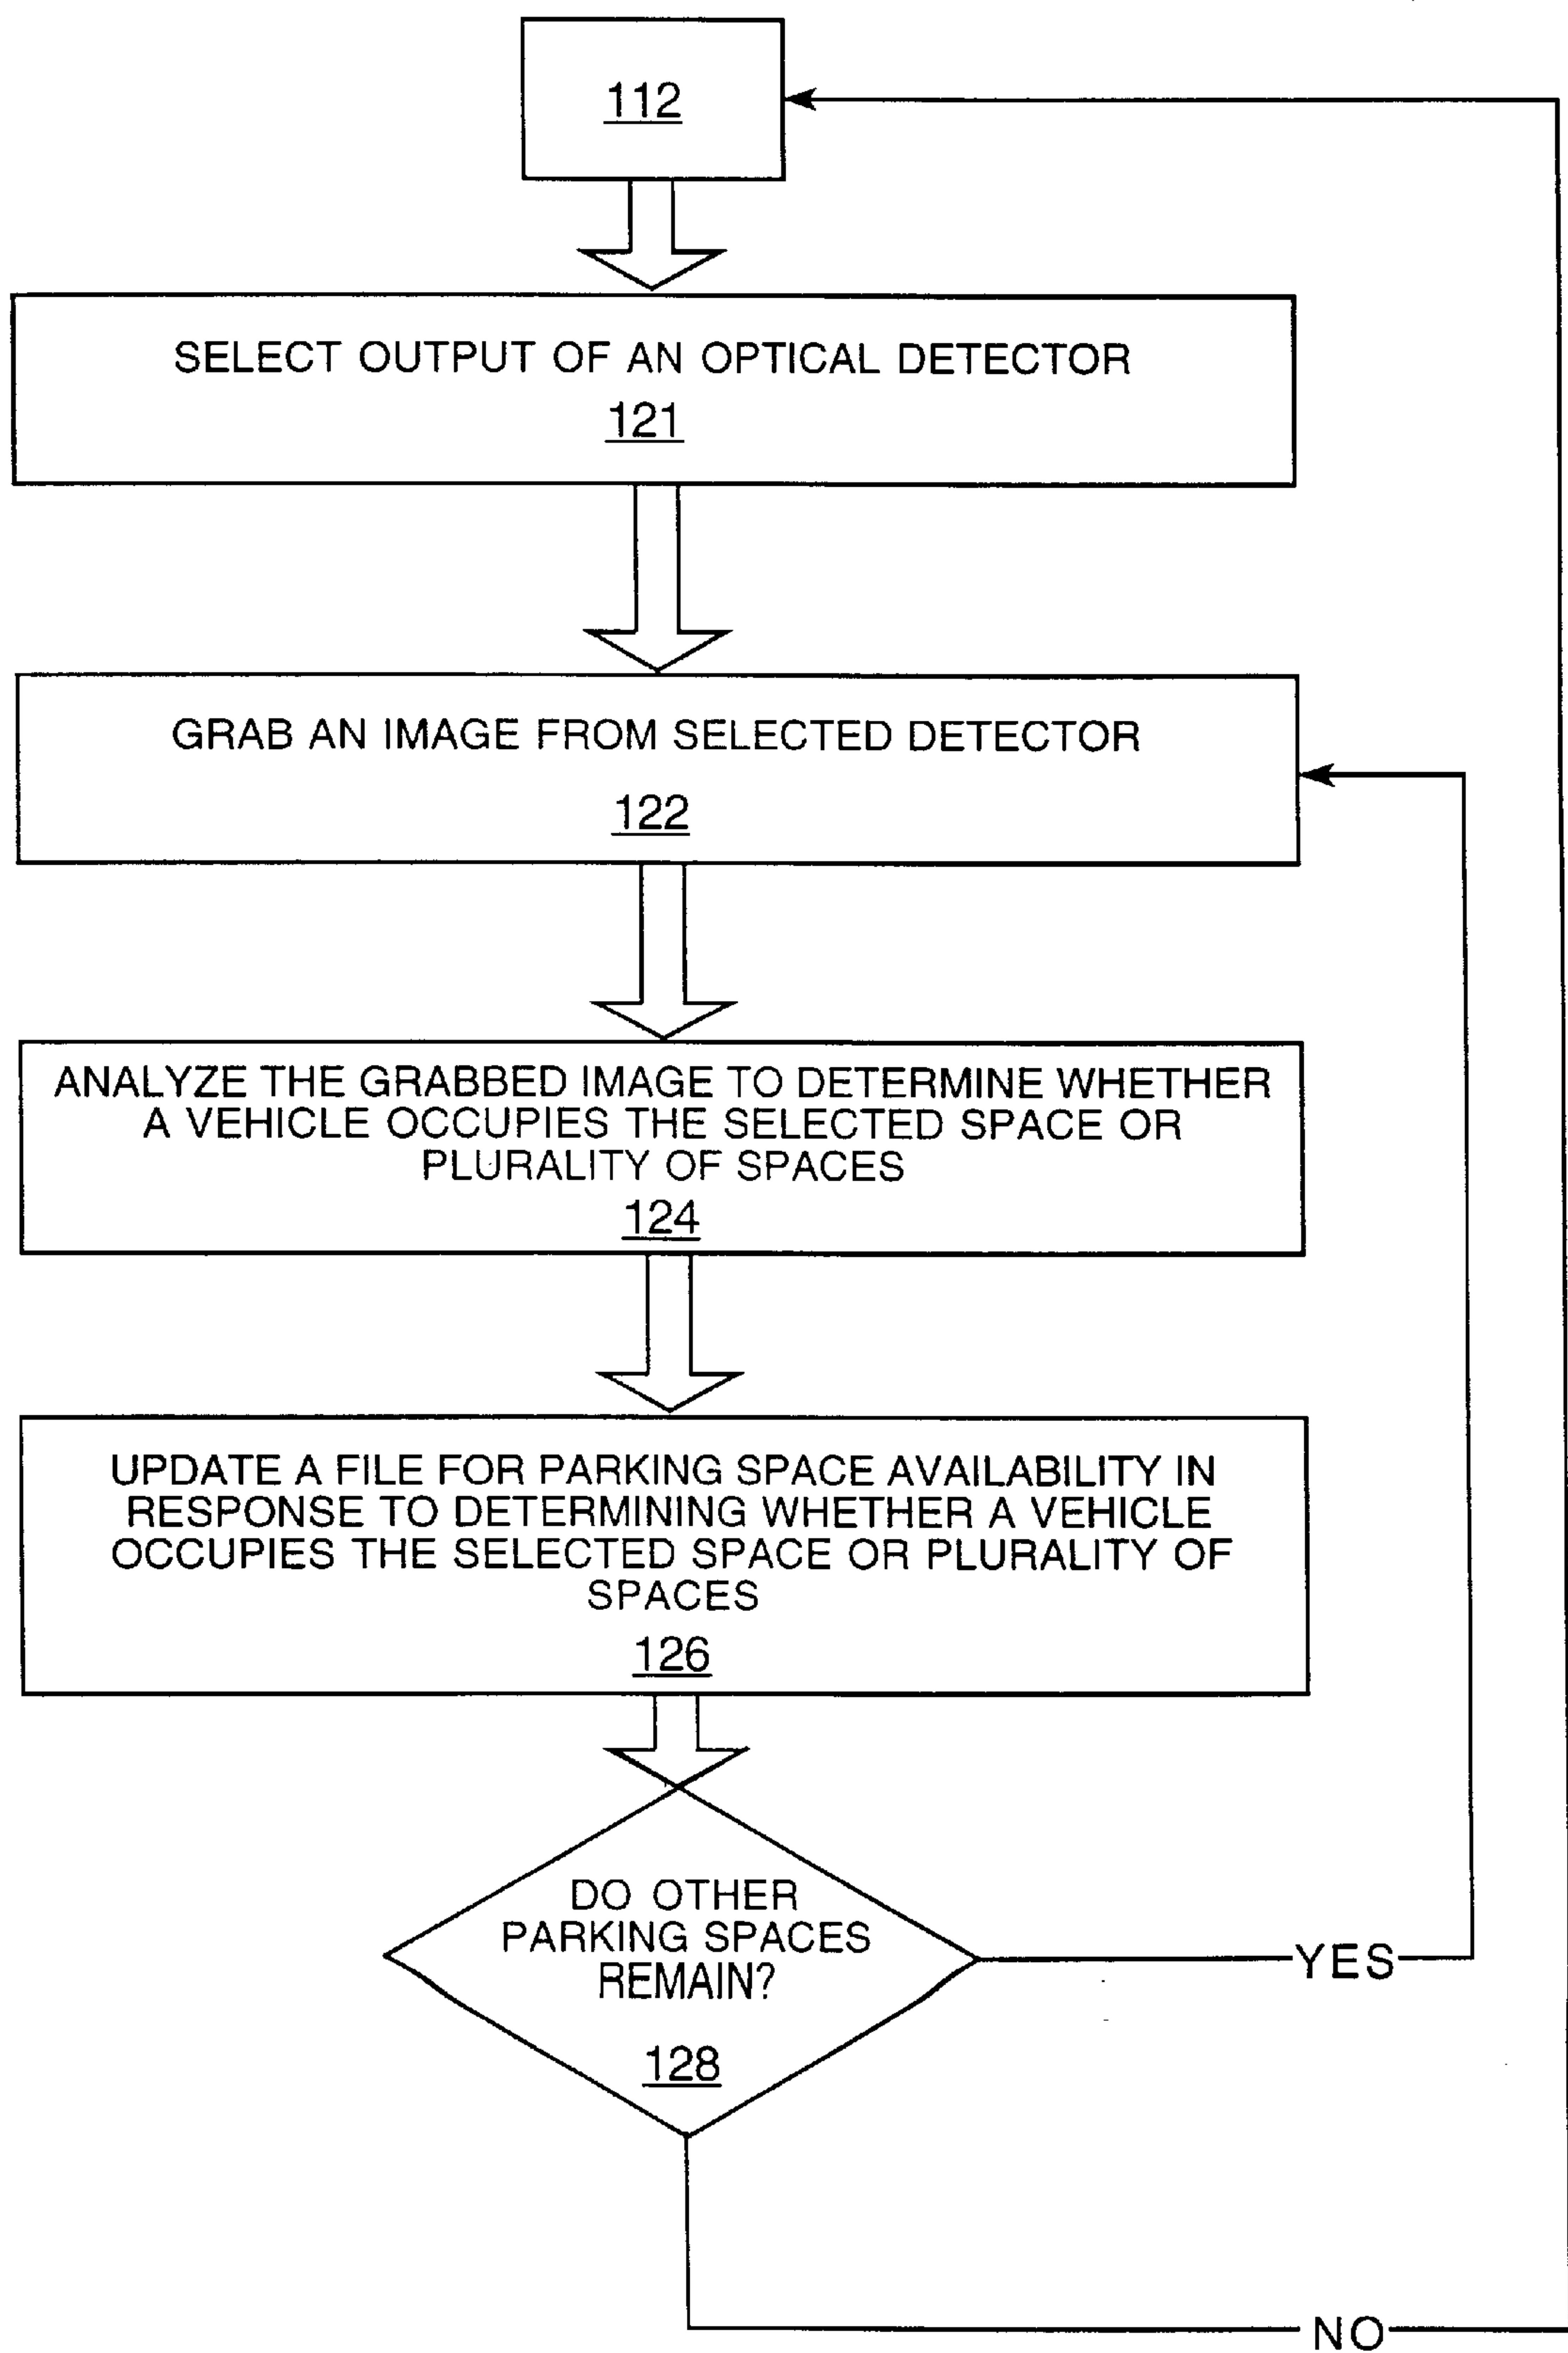 112
SELECT OUTPUT OF AN OPTICAL DETECTOR
121
GRAB AN IMAGE FROM SELECTED DETECTOR
122
ANALYZE THE GRABBED IMAGE TO DETERMINE WHETHER
A VEHICLE OCCUPIES THE SELECTED SPACE OR
PLURALITY OF SPACES
124
UPDATE A FILE FOR PARKING SPACE AVAILABILITY IN
RESPONSE TO DETERMINING WHETHER A VEHICLE
OCCUPIES THE SELECTED SPACE OR PLURALITY OF
SPACES
126
DO OTHER
PARKING SPACES
REMAIN?
128
YES
NO